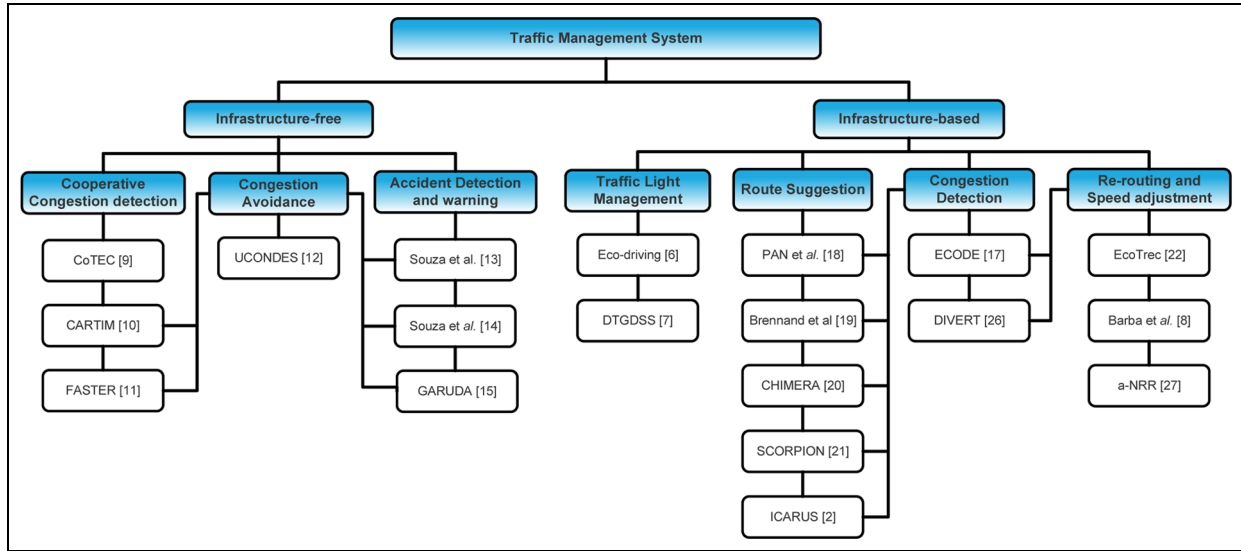 Traffic Management System
Infrastructure-free
Infrastructure-based
Cooperative
Congestion detection
Congestion
Avoidance
Accident Detection
and warning
Traffic Light
Management
Route Suggestion
Congestion
Detection
Re-routing and
Speed adjustment
CoTEC [9]
UCONDES [12]
Souza et al. [13]
Eco-driving [6]
PAN et al. [18]
ECODE [17]
EcoTrec [22]
CARTIM [10]
Souza et al. [14]
DTGDSS [7]
Brennand et al [19]
DIVERT [26]
Barba et al. [8]
FASTER [11]
GARUDA [15]
CHIMERA [20]
a-NRR [27]
SCORPION [21]
ICARUS [2]